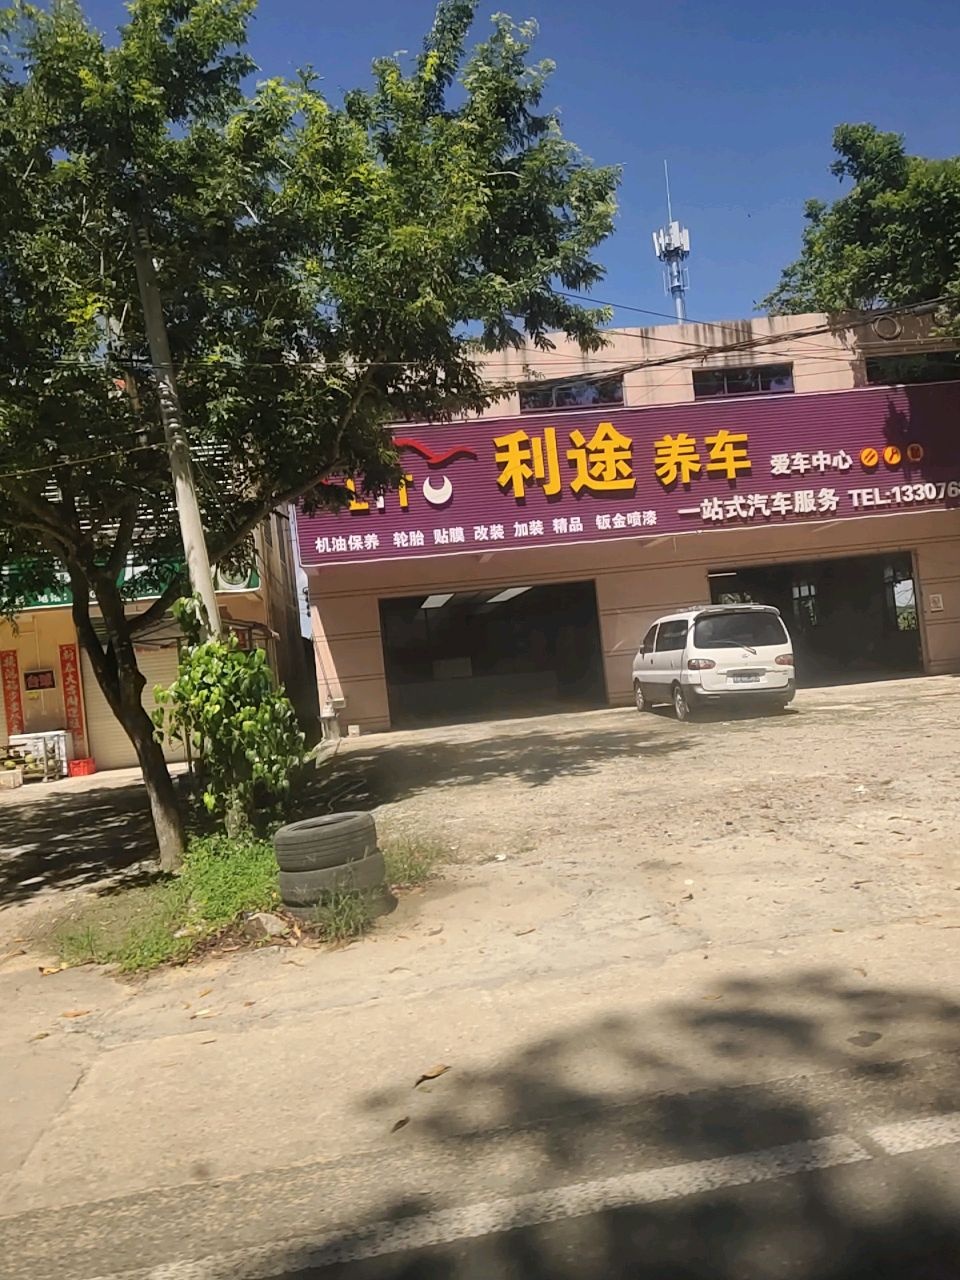 利途 养车 爱车中心
一站式汽车服务 TEL:133076
机油保养 轮胎 贴膜 改装 加装 精品 钣金喷漆